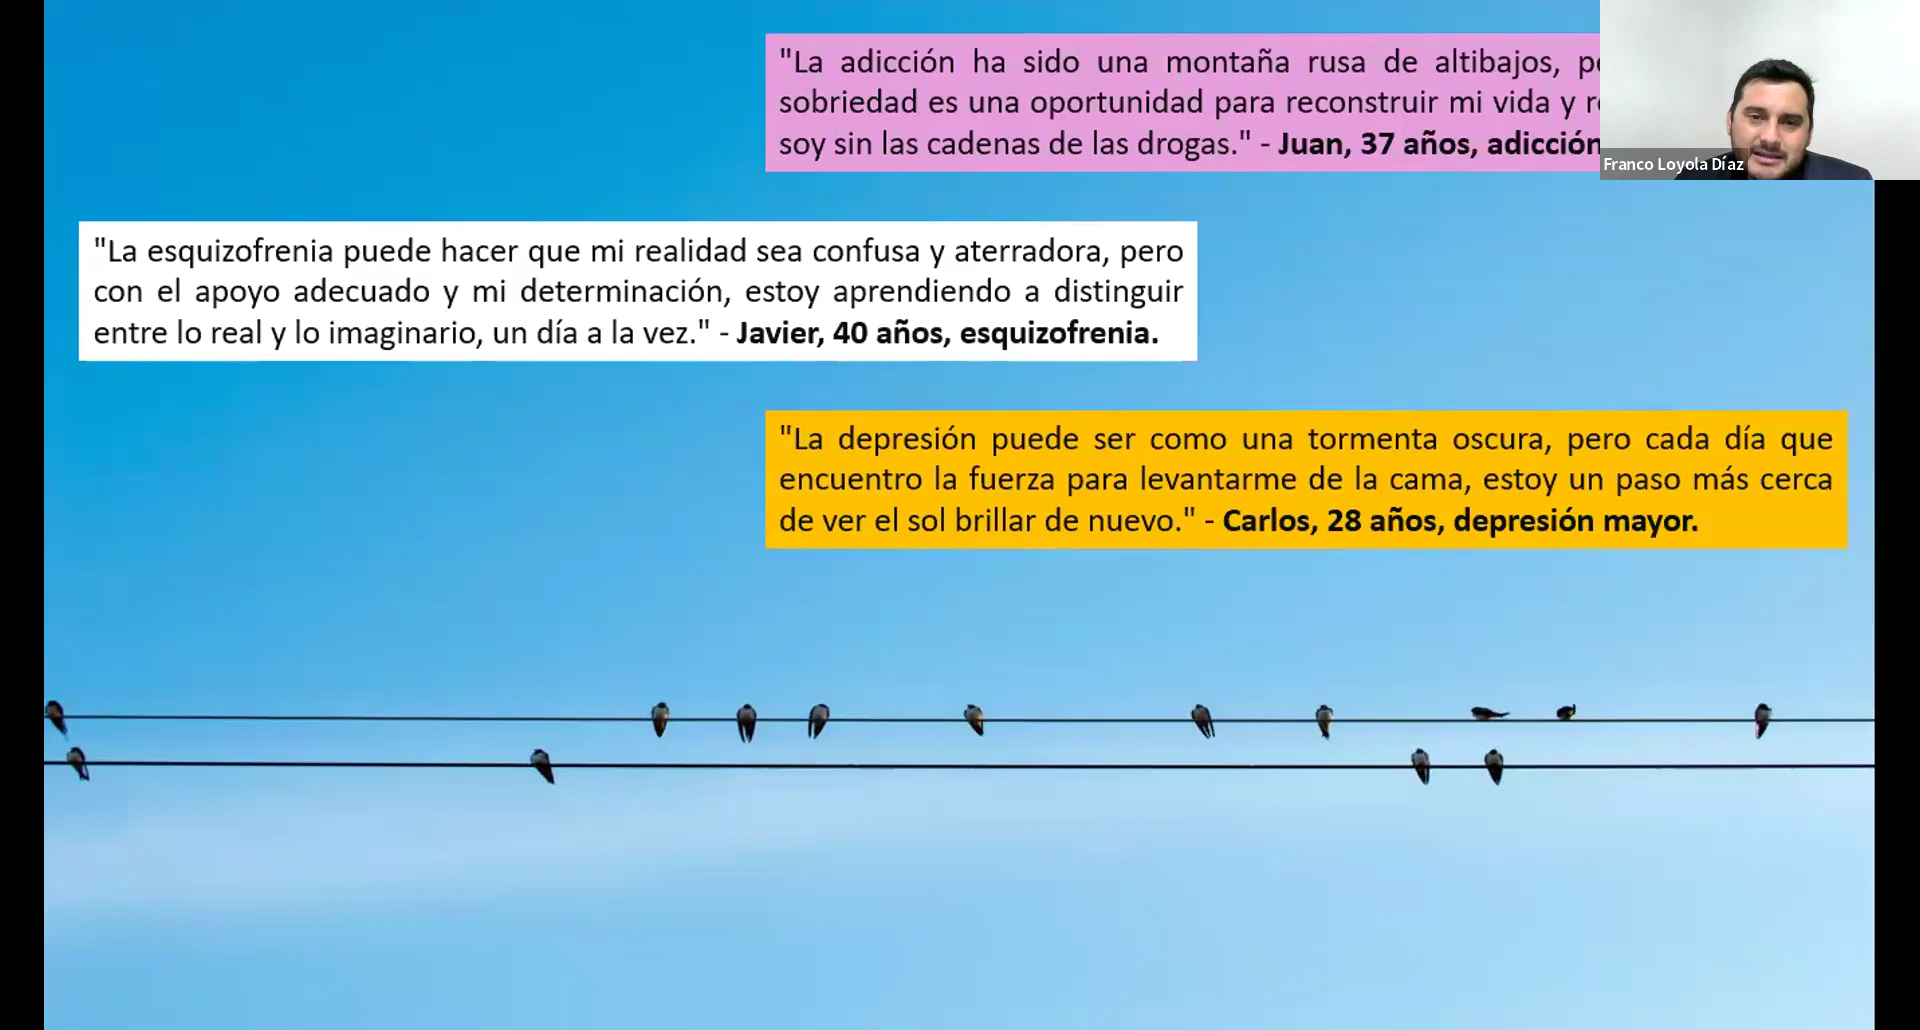 "La adicción ha sido una montaña rusa de altibajos,
sobriedad es una oportunidad para reconstruir mi vida y
soy sin las cadenas de las drogas." - Juan, 37 años, adicción
Franco Loyola Díaz
"La esquizofrenia puede hacer que mi realidad sea confusa y aterradora, pero
con el apoyo adecuado y mi determinación, estoy aprendiendo a distinguir
entre lo real y lo imaginario, un día a la vez." - Javier, 40 años, esquizofrenia.
"La depresión puede ser como una tormenta oscura, pero cada día que
encuentro la fuerza para levantarme de la cama, estoy un paso más cerca
de ver el sol brillar de nuevo." - Carlos, 28 años, depresión mayor.